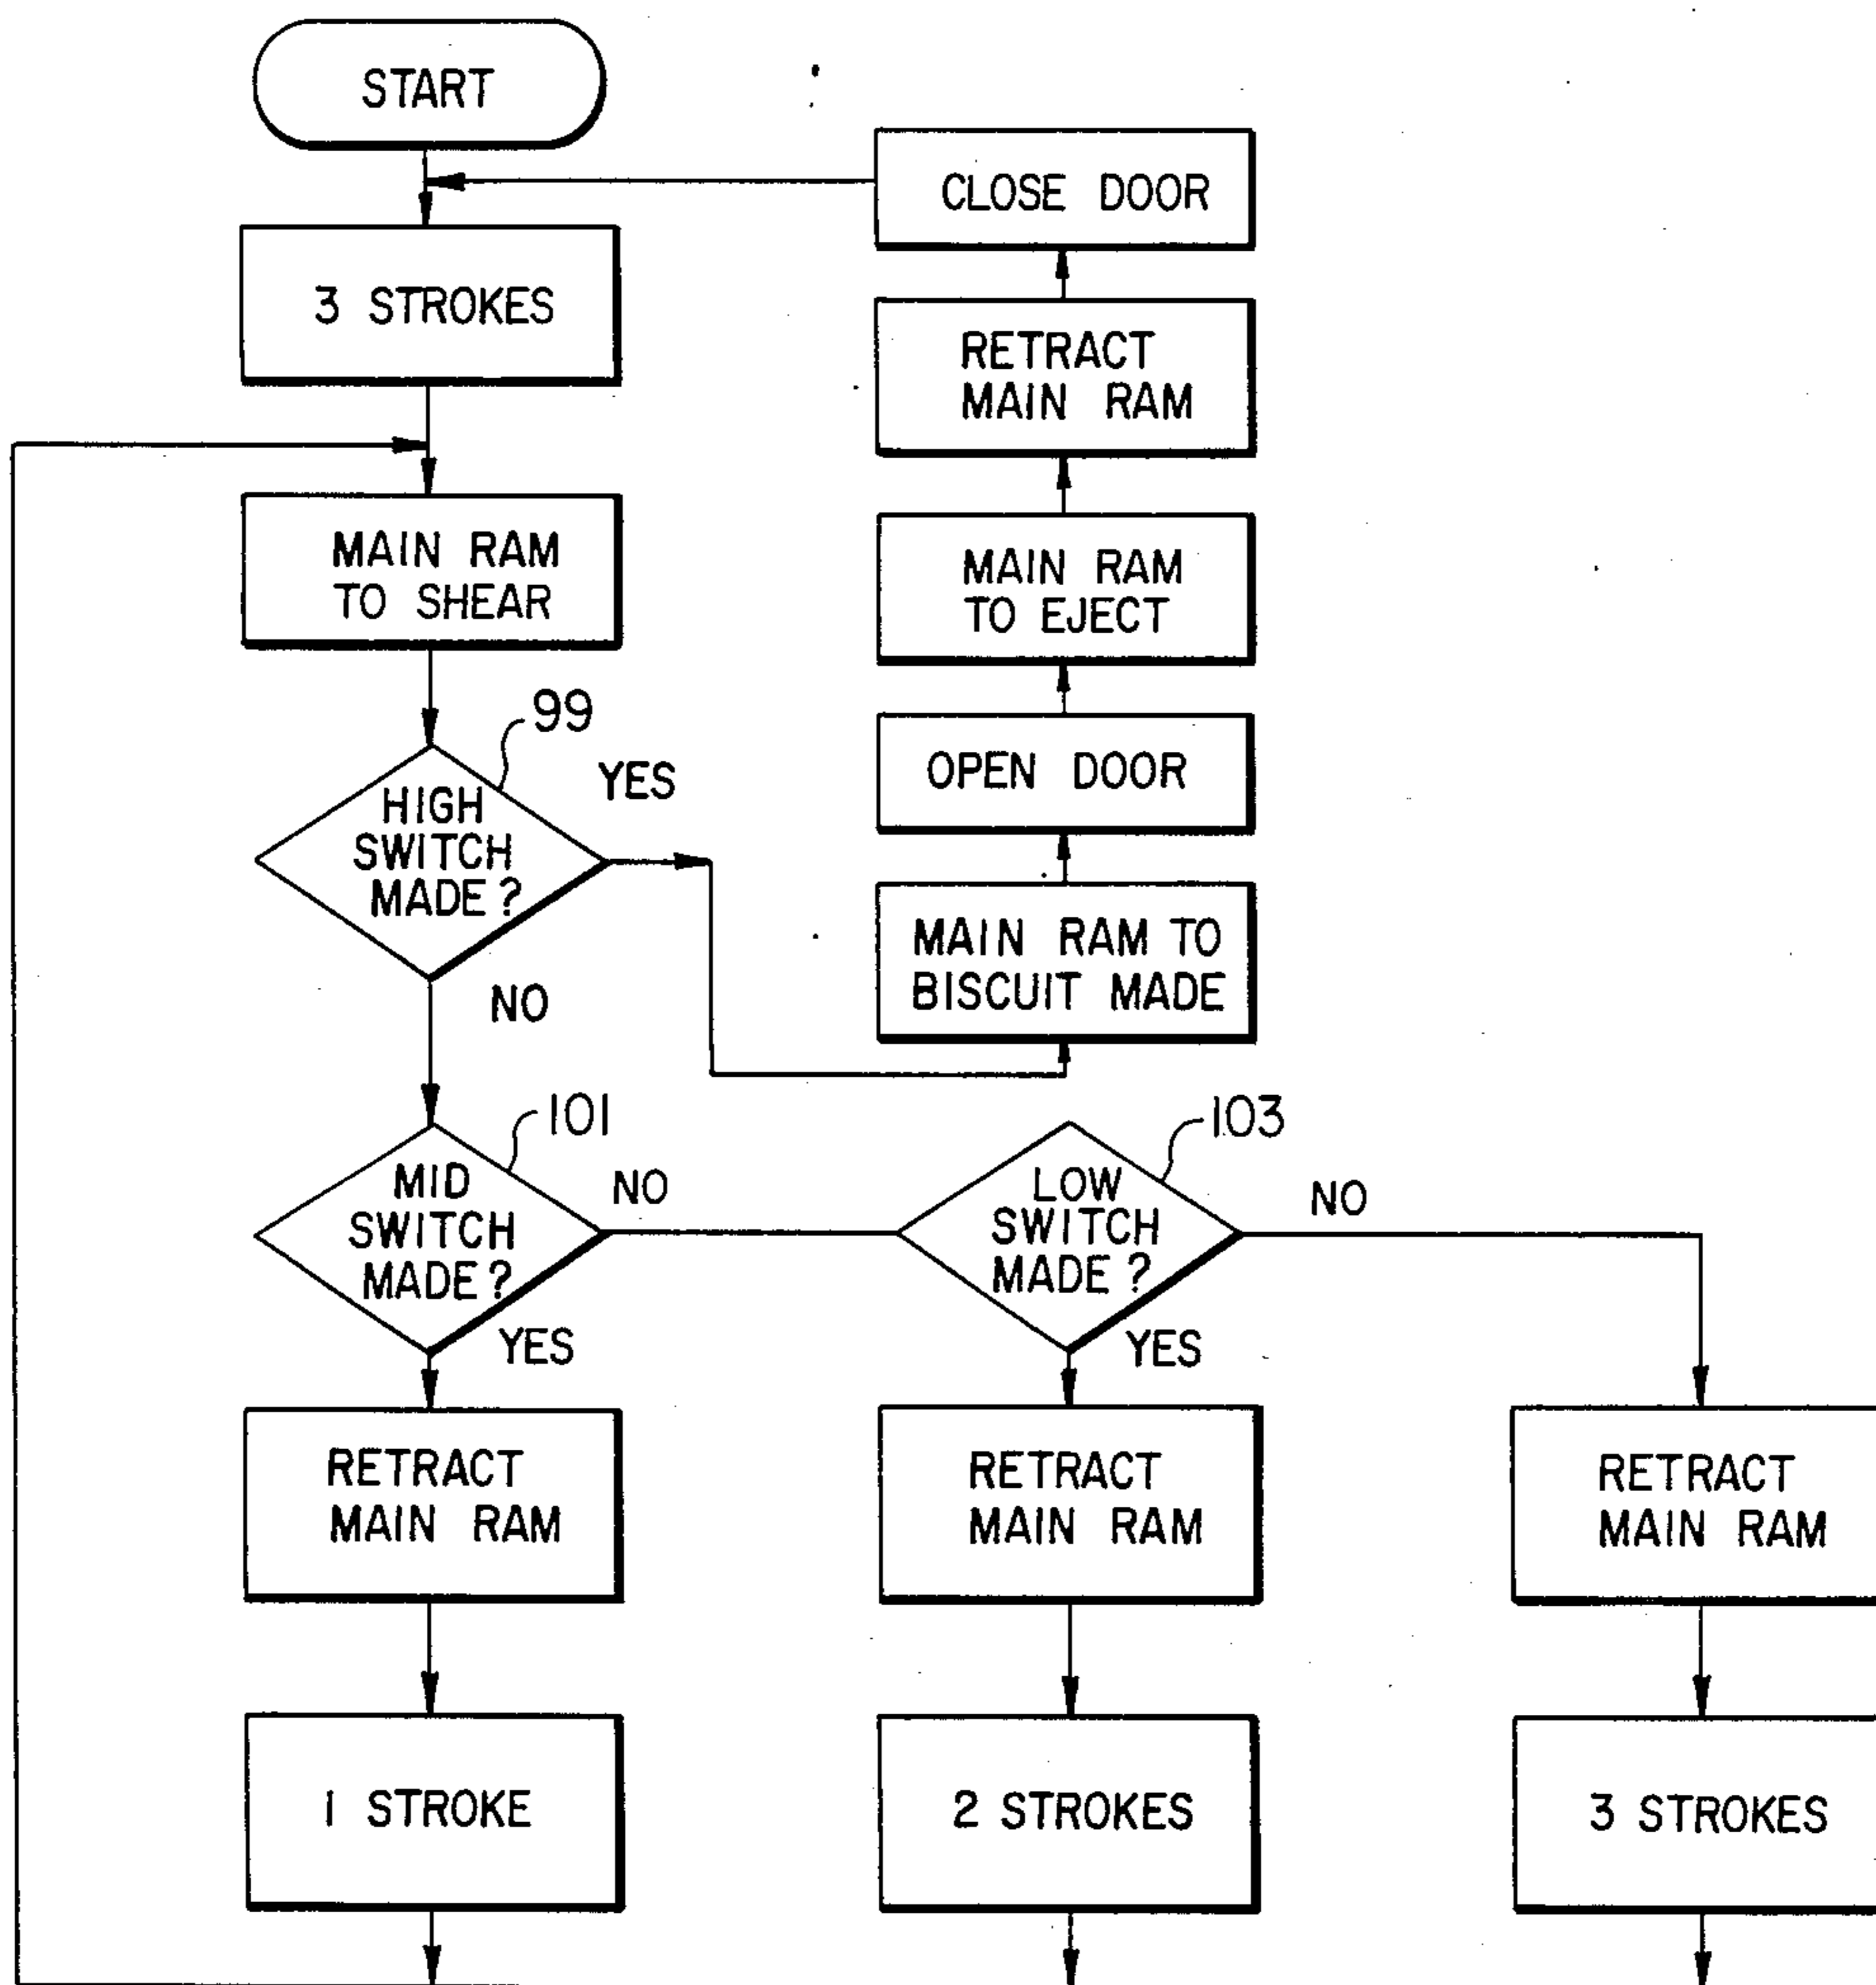 START
CLOSE DOOR
3 STROKES
RETRACT
MAIN RAM
MAIN RAM
TO SHEAR
MAIN RAM
TO EJECT
99
YES
OPEN DOOR
HIGH
SWITCH
MADE?
NO
MAIN RAM TO
BISCUIT MADE
101
103
MID
SWITCH
MADE?
NO
LOW
SWITCH
MADE?
NO
YES
YES
RETRACT
MAIN RAM
RETRACT
MAIN RAM
RETRACT
MAIN RAM
1 STROKE
2 STROKES
3 STROKES